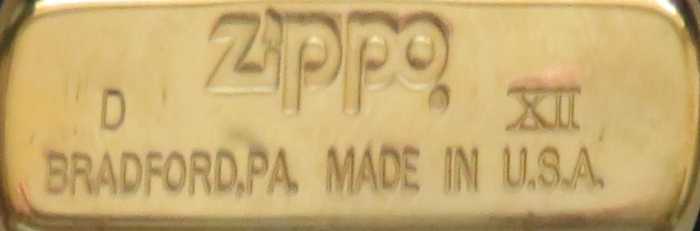 Zippo
D XII
BRADFORD, PA. MADE IN U.S.A.